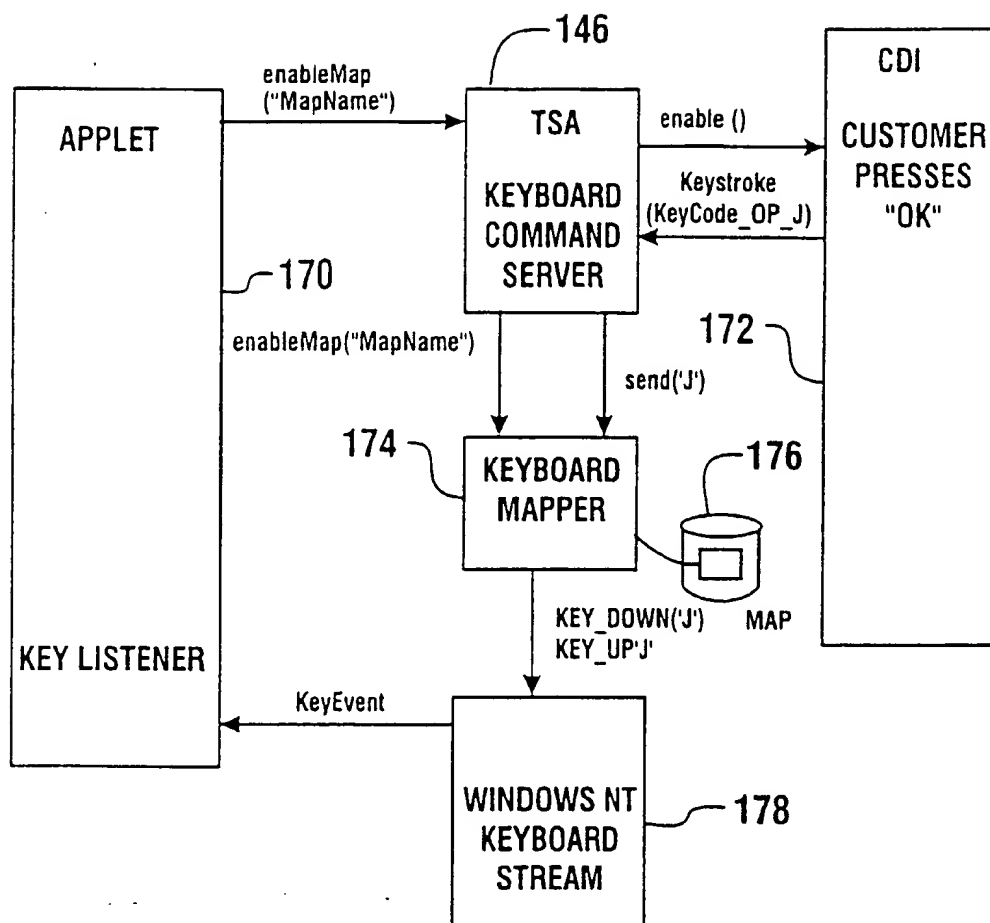 146
enableMap
("MapName")
APPLET
TSA
KEYBOARD
COMMAND
SERVER
enable ()
Keystroke
(KeyCode_OP_J)
CDI
CUSTOMER
PRESSES
"OK"
170
172
enableMap("MapName")
send('J')
174
KEYBOARD
MAPPER
176
MAP
KEY_DOWN('J')
KEY_UP'J'
KEY LISTENER
KeyEvent
WINDOWS NT
KEYBOARD
STREAM
178